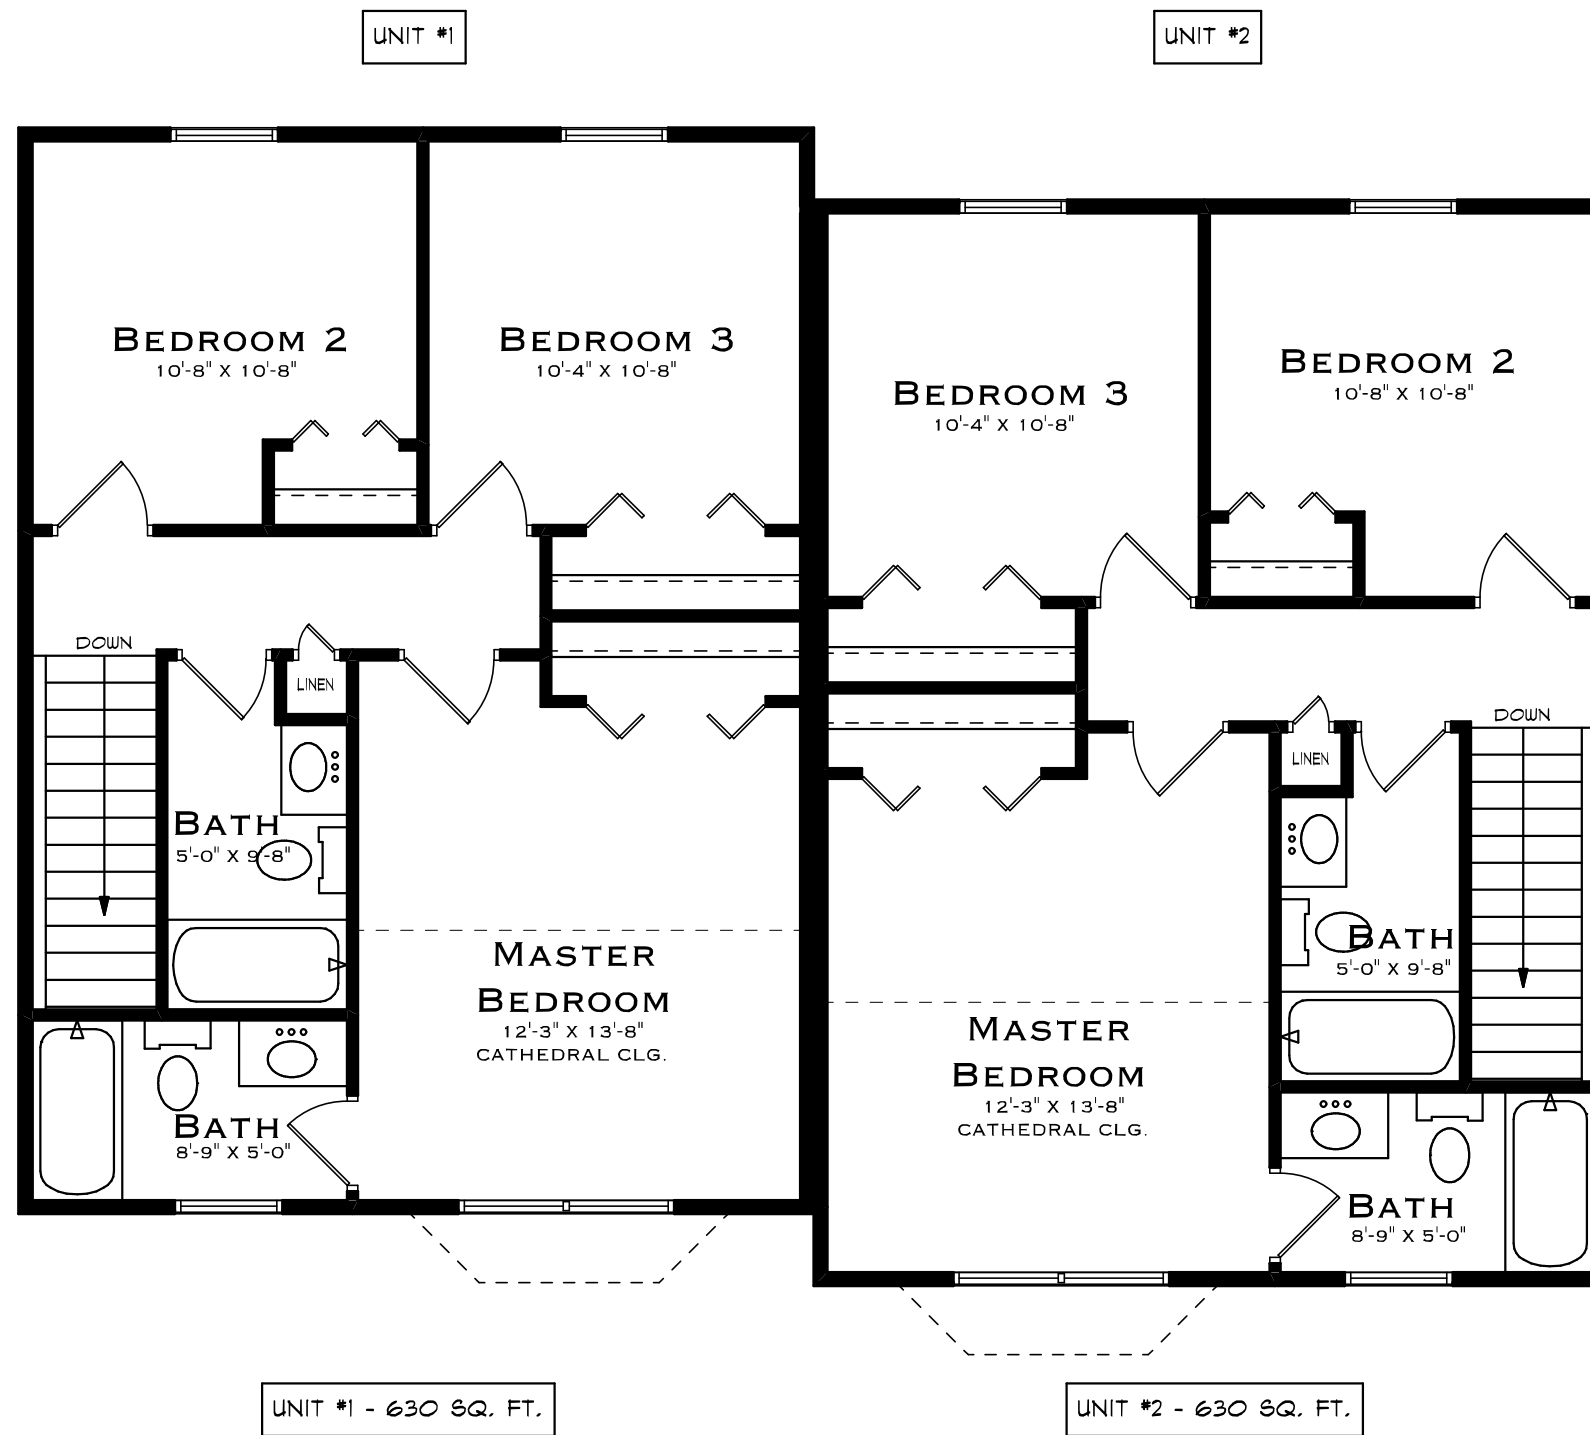 UNIT #1
UNIT #2
BEDROOM 2
10'-8" X 10'-8"
BEDROOM 3
10'-4" X 10'-8"
BEDROOM 3
10'-4" X 10'-8"
BEDROOM 2
10'-8" X 10'-8"
DOWN
LINEN
BATH
5'-0" X 9'-8"
MASTER
BEDROOM
12'-3" X 13'-8"
CATHEDRAL CLG.
BATH
8'-9" X 5'-0"
DOWN
LINEN
BATH
5'-0" X 9'-8"
MASTER
BEDROOM
12'-3" X 13'-8"
CATHEDRAL CLG.
BATH
8'-9" X 5'-0"
UNIT #1 - 630 SQ. FT.
UNIT #2 - 630 SQ. FT.